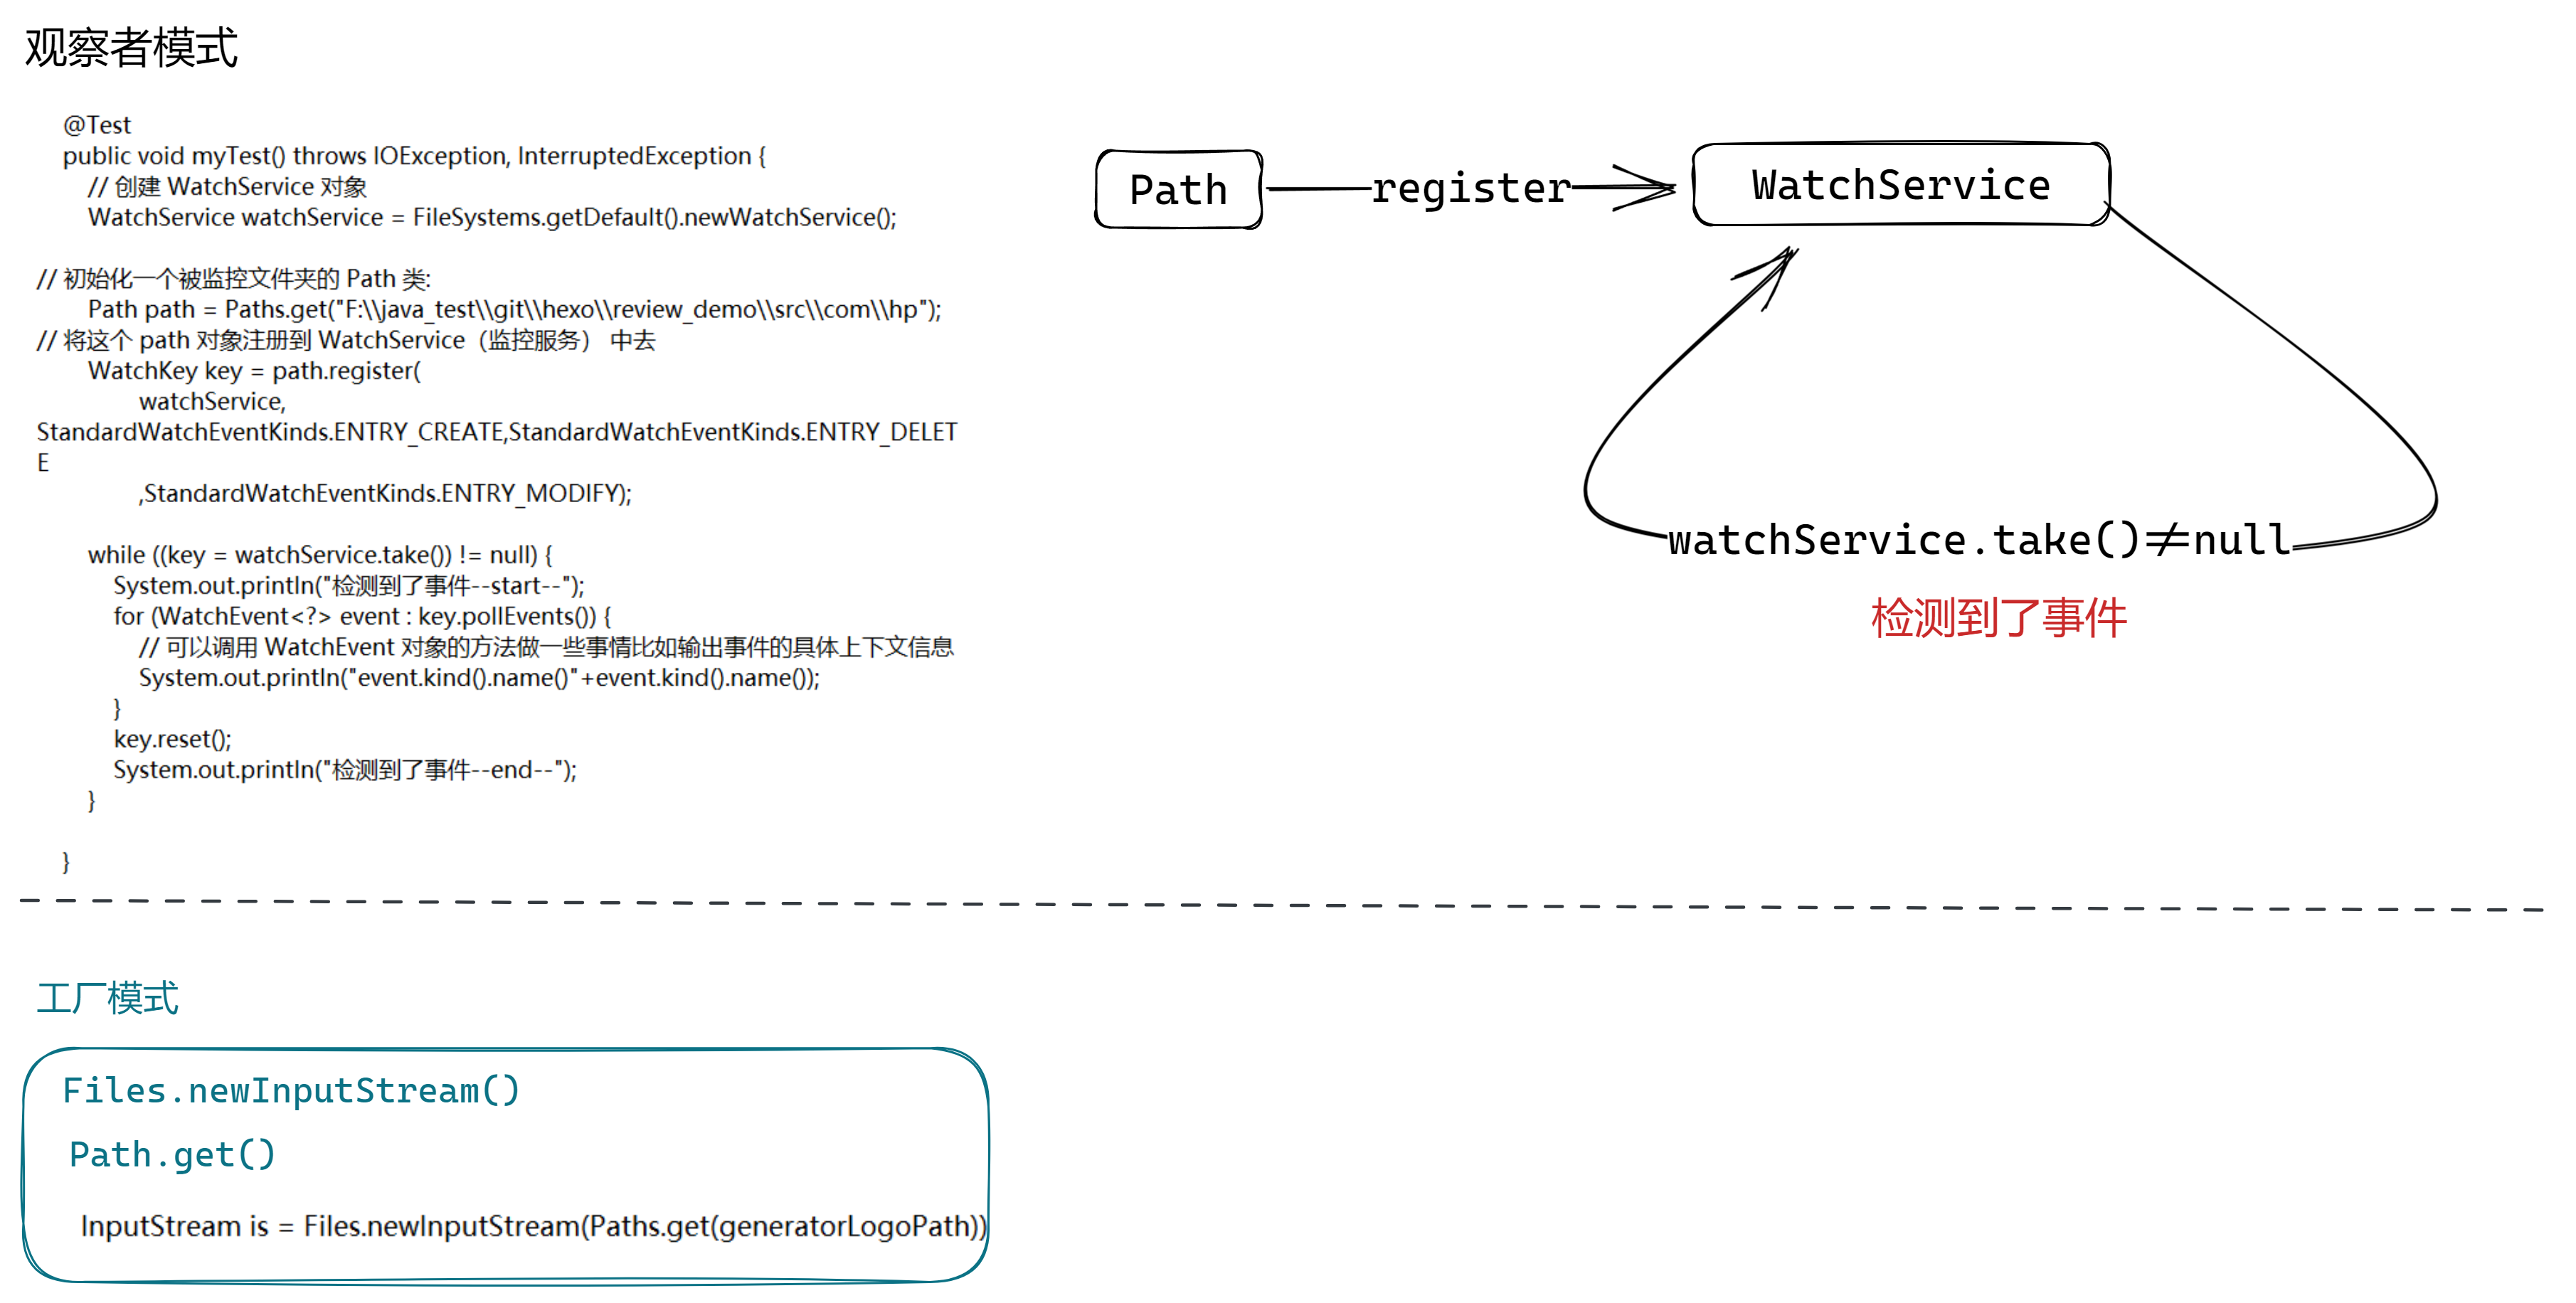 观察者模式
@Test
public void myTest() throws IOException, InterruptedException {
// 创建 WatchService 对象
WatchService watchService = FileSystems.getDefault().newWatchService();
// 初始化一个被监控文件夹的 Path 类:
Path path = Paths.get("F:\\java_test\\git\\hexo\\review_demo\\src\\com\\hp");
// 将这个 path 对象注册到 WatchService（监控服务） 中去
WatchKey key = path.register(
watchService,
StandardWatchEventKinds.ENTRY_CREATE,StandardWatchEventKinds.ENTRY_DELET
E
,StandardWatchEventKinds.ENTRY_MODIFY);
while ((key = watchService.take()) != null) {
System.out.println("检测到了事件--start--");
for (WatchEvent<?> event : key.pollEvents()) {
// 可以调用 WatchEvent 对象的方法做一些事情比如输出事件的具体上下文信息
System.out.println("event.kind().name()"+event.kind().name());
}
key.reset();
System.out.println("检测到了事件--end--");
}
}
Path
register
WatchService
watchService.take()≠null
检测到了事件
工厂模式
Files.newInputStream()
Path.get()
InputStream is = Files.newInputStream(Paths.get(generatorLogoPath))